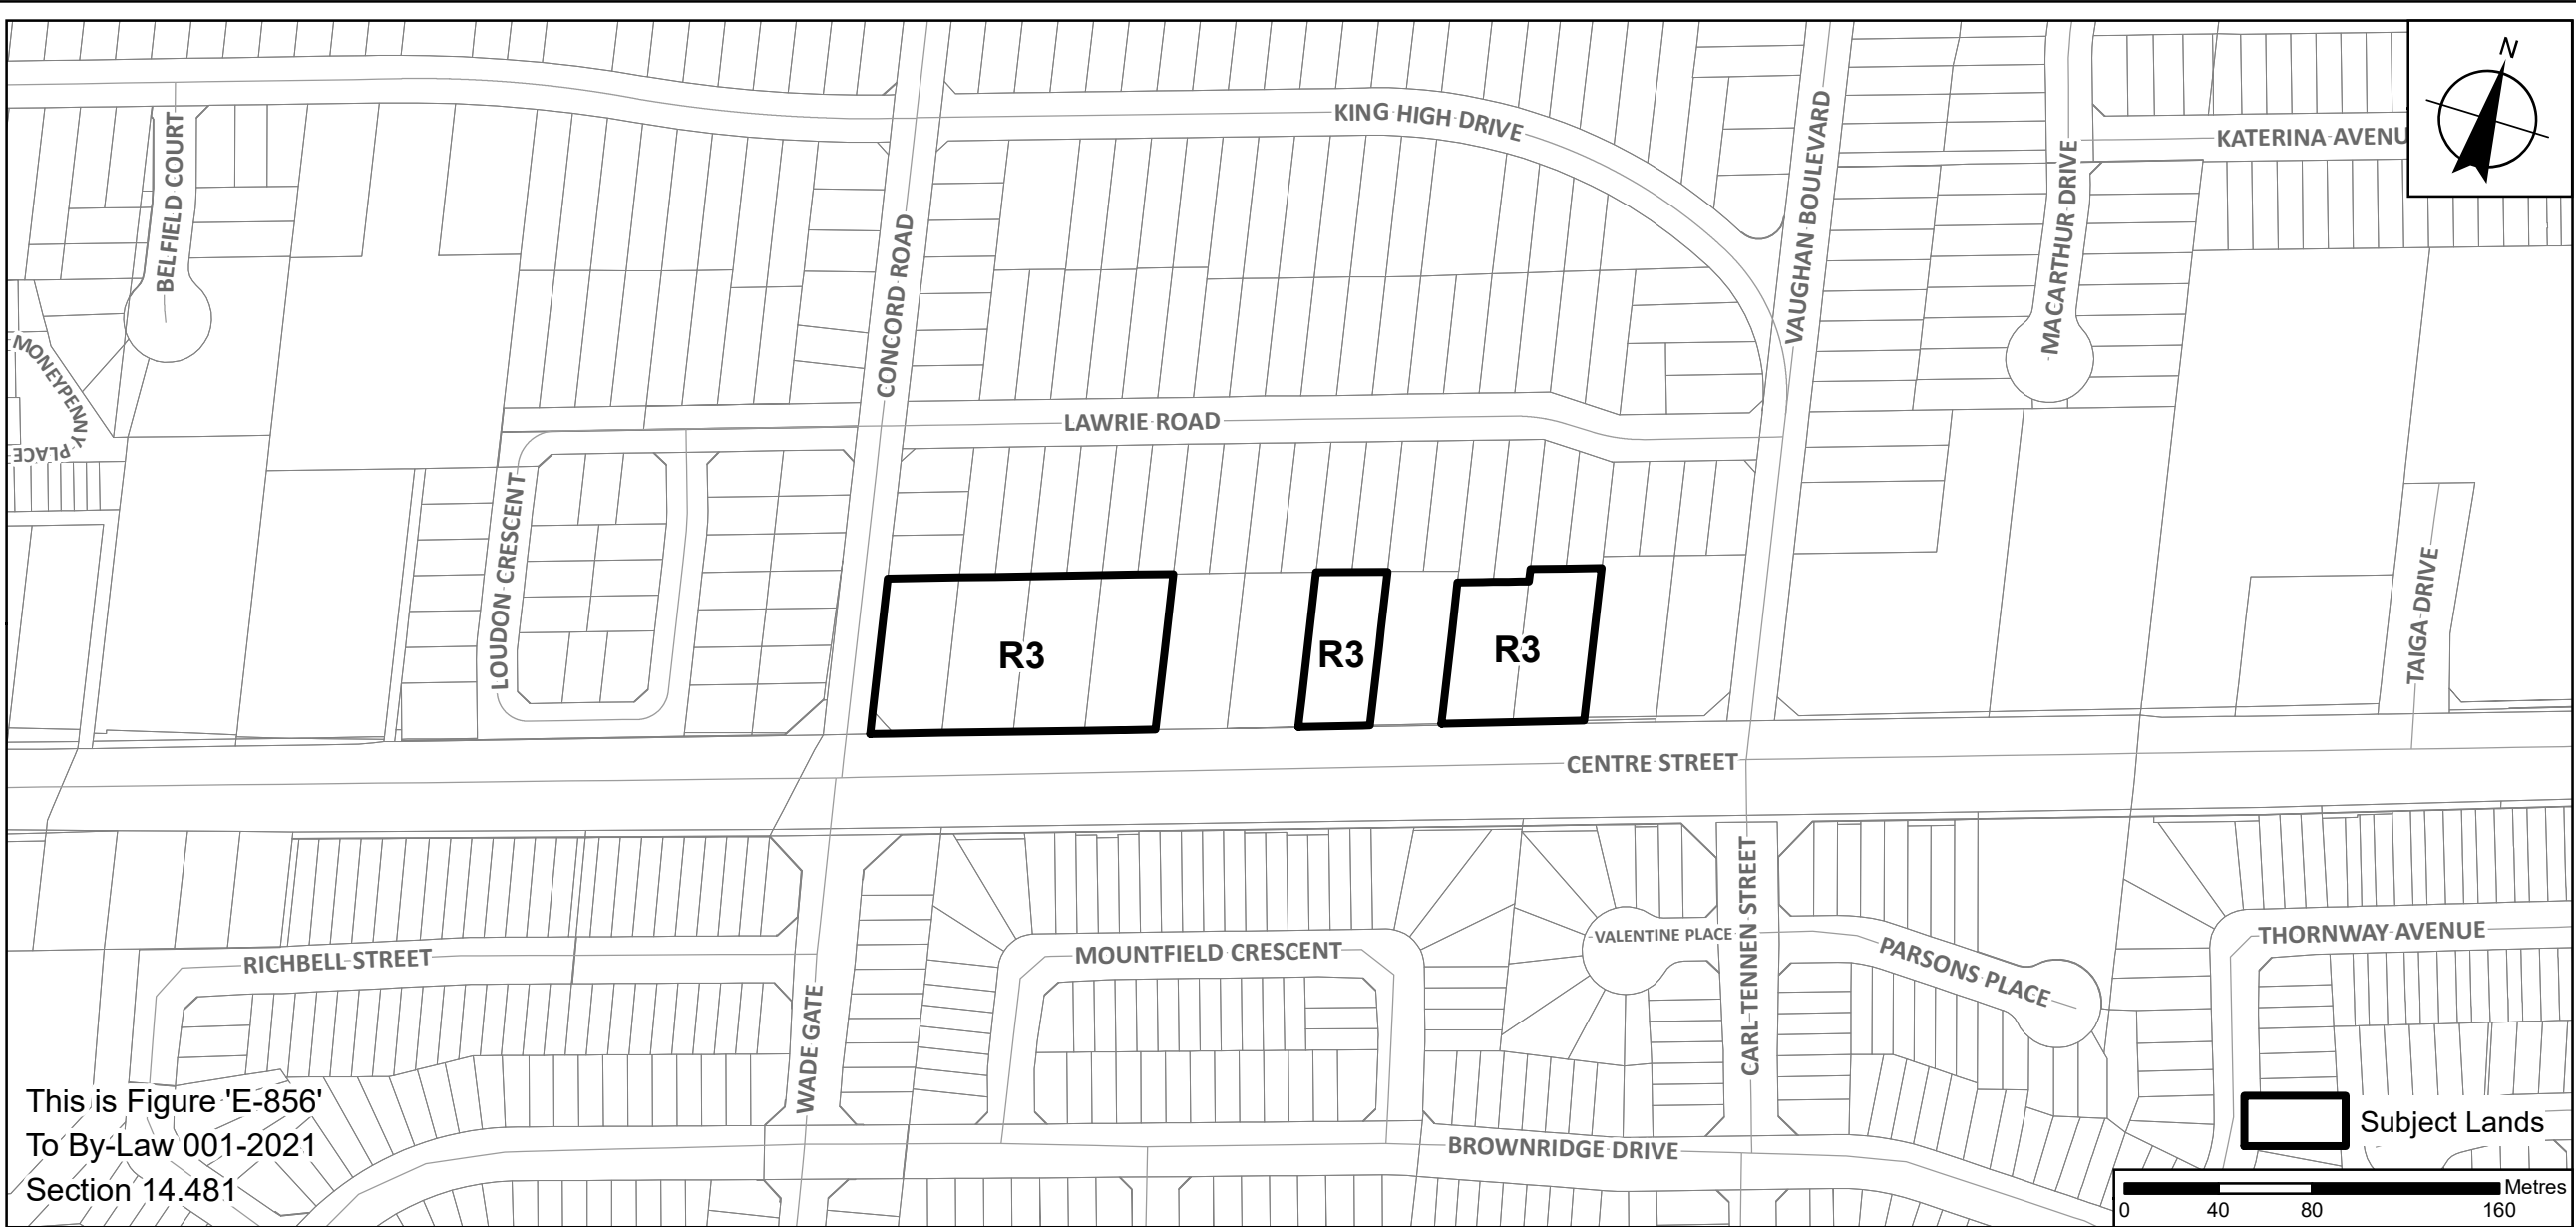 N
KING HIGH DRIVE
KATERINA AVENU
BELFIELD COURT
CONCORD ROAD
VAUGHAN BOULEVARD
MACARTHUR DRIVE
MONEYPENNY
PLACE
LAWRIE ROAD
LOUDON CRESCENT
R3
R3
R3
TAIGA DRIVE
CENTRE STREET
RICHBELL STREET
MOUNTFIELD CRESCENT
VALENTINE PLACE
CARL TENNEN STREET
PARSONS PLACE
THORNWAY AVENUE
WADE GATE
BROWNRIDGE DRIVE
This is Figure 'E-856'
To By-Law 001-2021
Section 14.481
Subject Lands
Metres
0 40 80 160